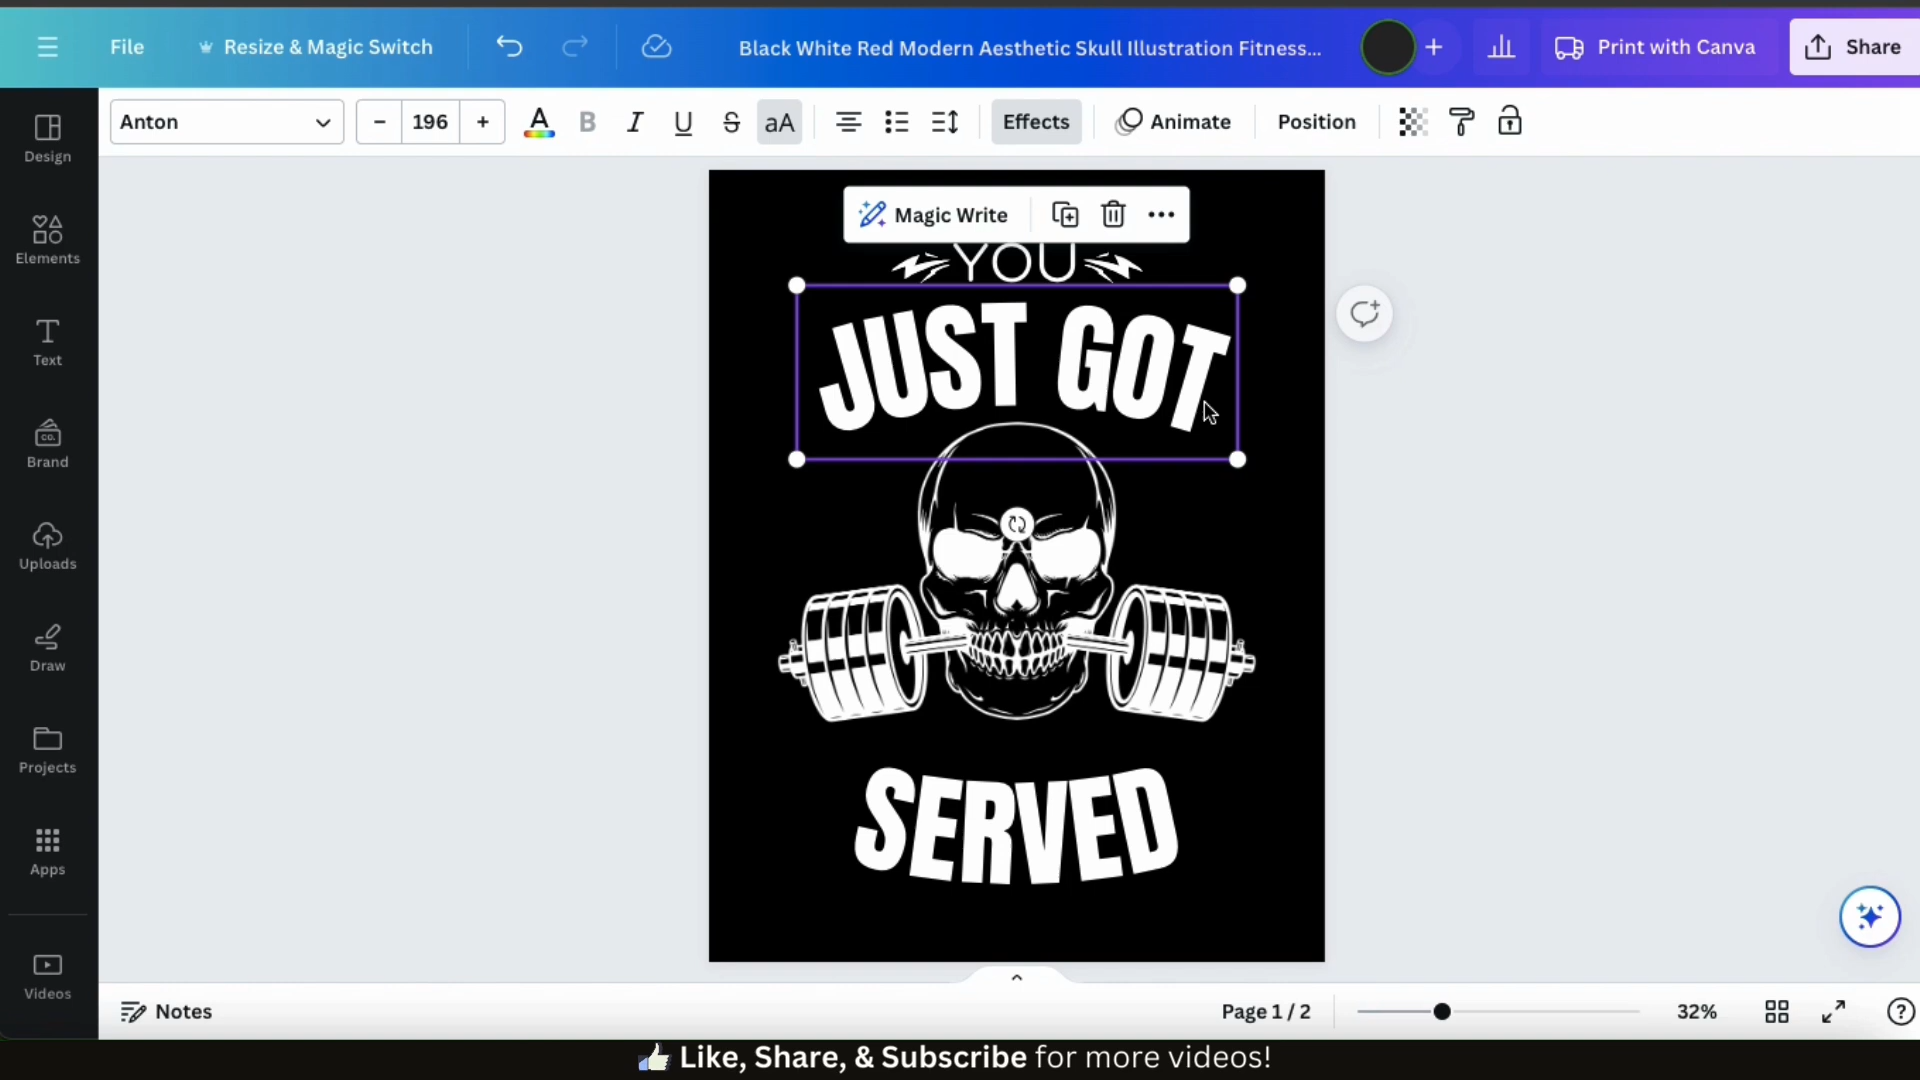 File
Resize & Magic Switch
Black White Red Modern Aesthetic Skull Illustration Fitness...
Print with Canva
Share
Anton
196
A
B
I
U
S
aA
Effects
Animate
Position
Design
Elements
Text
CO.
Brand
Uploads
Draw
Projects
Apps
Videos
Magic Write
YOU
JUST GOT
SERVED
Notes
Page 1 / 2
32%
?
Like, Share, & Subscribe for more videos!